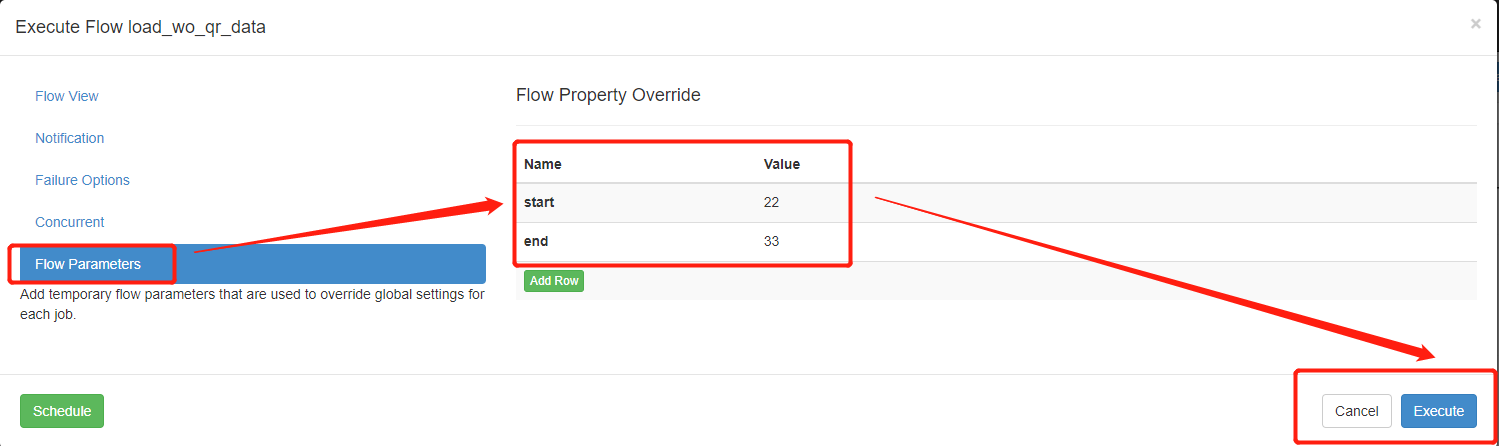 Execute Flow load_wo_qr_data
×
Flow View
Notification
Failure Options
Concurrent
Flow Parameters
Add temporary flow parameters that are used to override global settings for
each job.
Flow Property Override
Name Value
start 22
end 33
Add Row
Schedule
Cancel
Execute